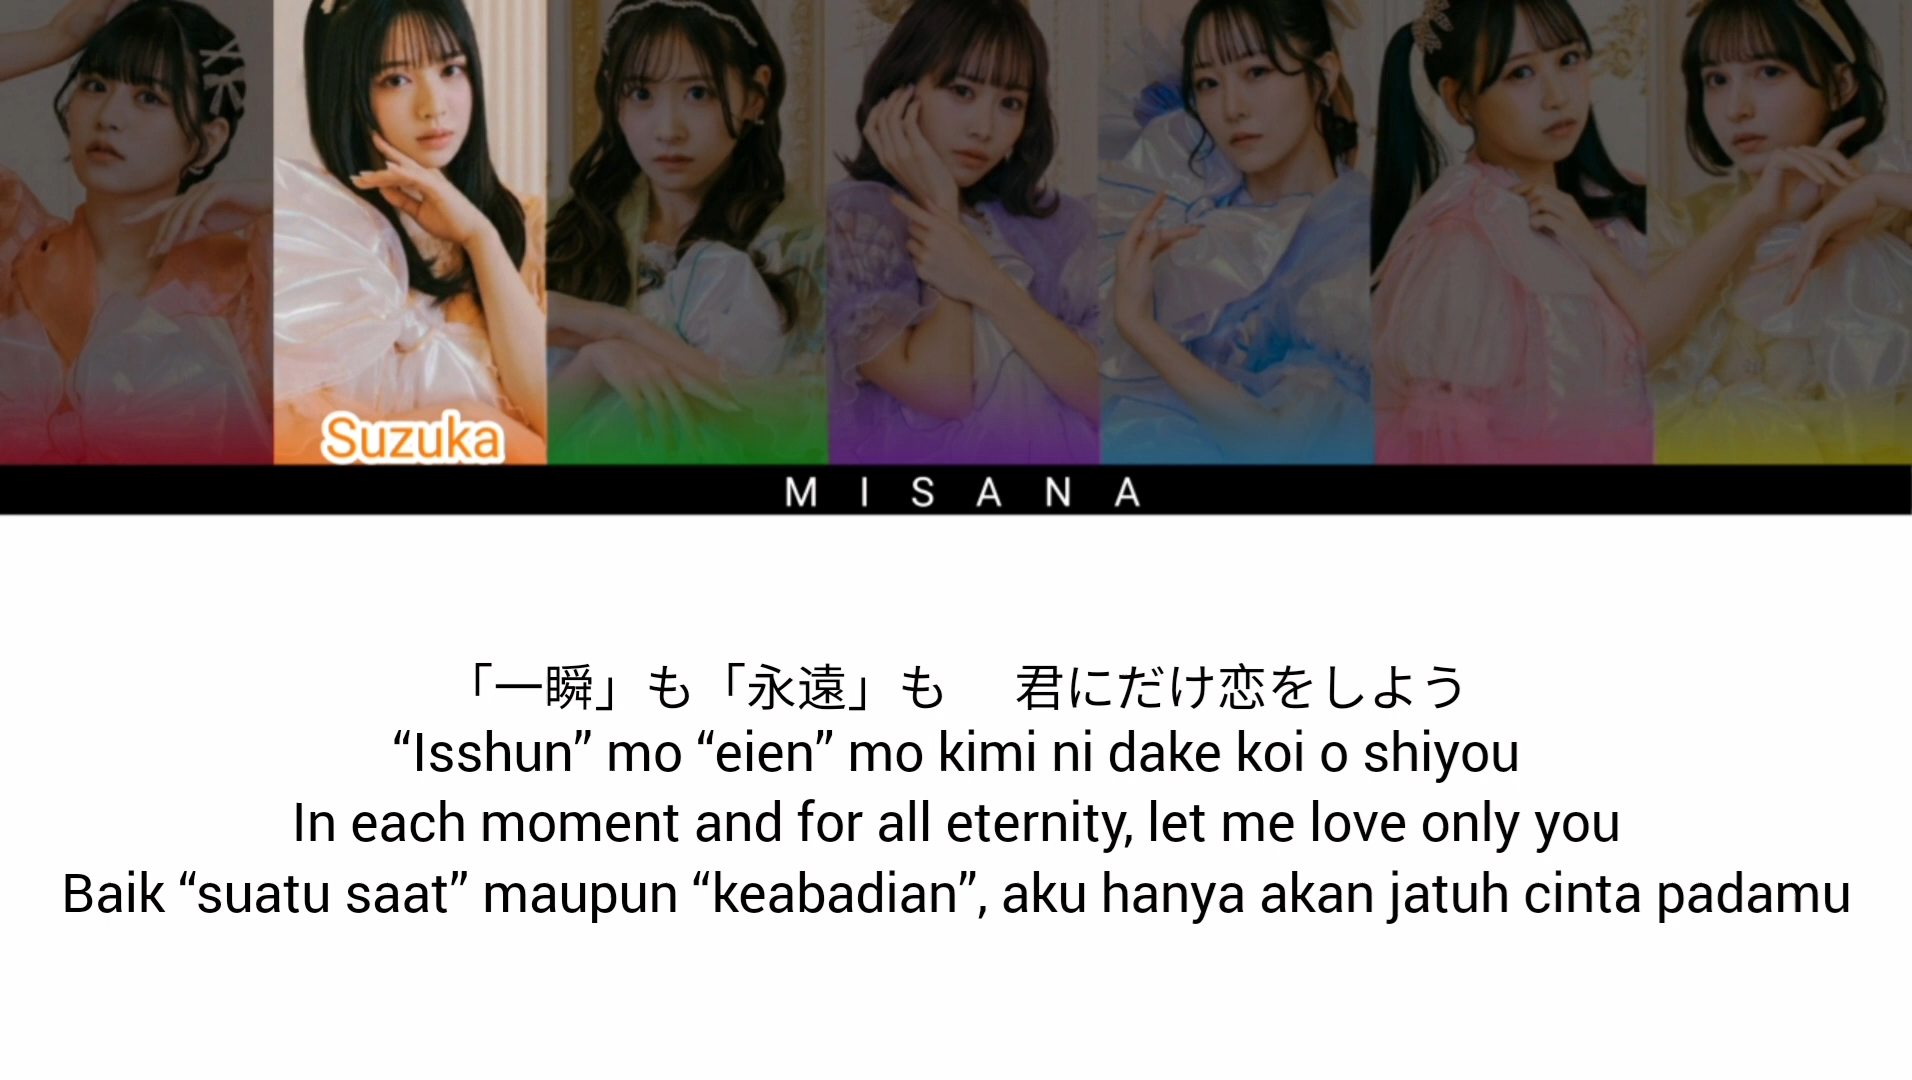 Suzuka
MISANA
「一瞬」も「永遠」も　君にだけ恋をしよう
“Isshun” mo “eien” mo kimi ni dake koi o shiyou
In each moment and for all eternity, let me love only you
Baik “suatu saat” maupun “keabadian”, aku hanya akan jatuh cinta padamu